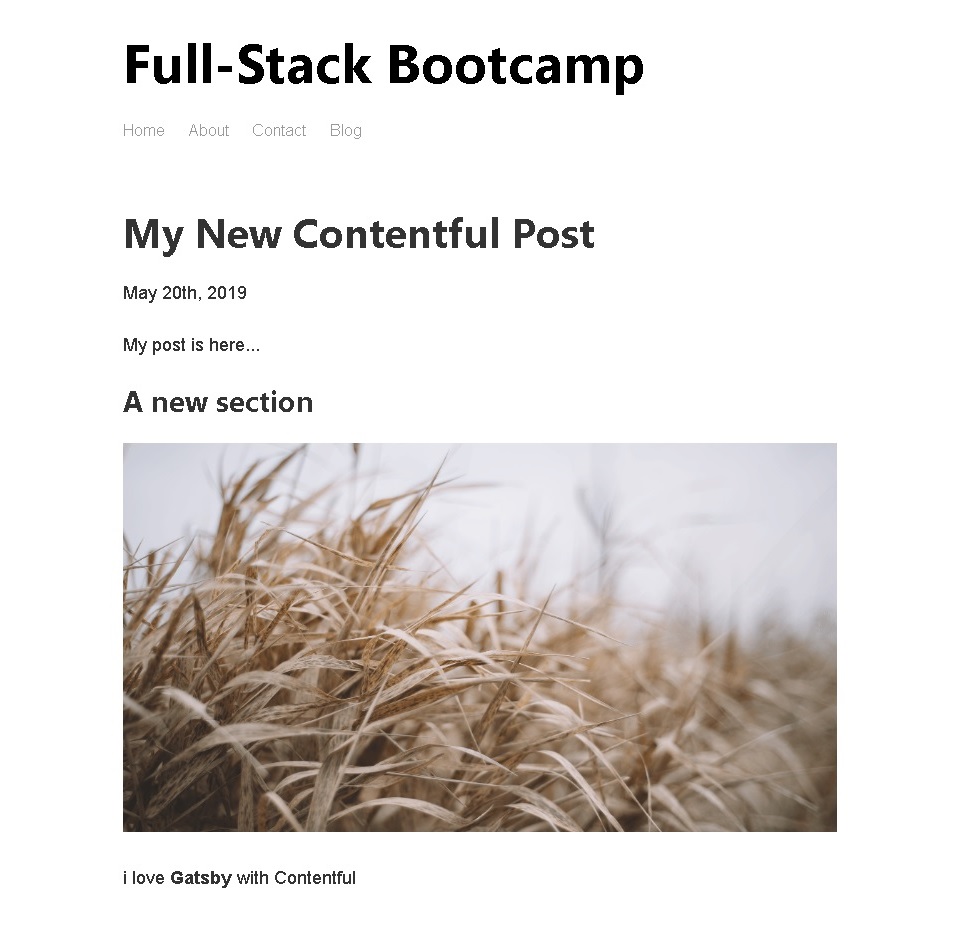 Full-Stack Bootcamp
Home About Contact Blog
My New Contentful Post
May 20th, 2019
My post is here...
A new section
i love Gatsby with Contentful